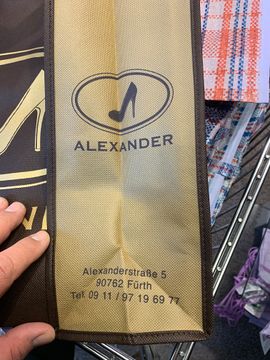 ALEXANDER
Alexanderstraße 5
90762 Fürth
Tel. 09 11 / 97 19 69 77